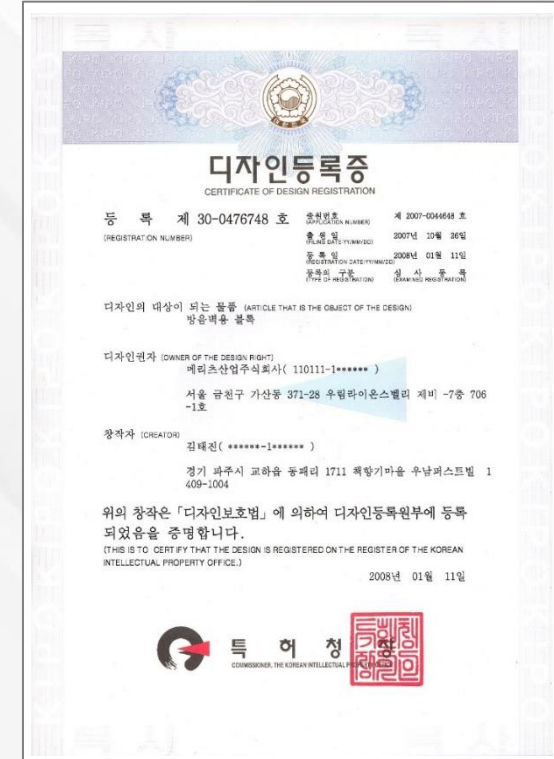 디자인등록증
CERTIFICATE OF DESIGN REGISTRATION
등 록 제 30-0476748 호
(REGISTRATION NUMBER)
출원번호 제 2007-0044648 호
(APPLICATION NUMBER)
출 원 일 2007년 10월 26일
(FILING DATE:YY/MM/DD)
등 록 일 2008년 01월 11일
(REGISTRATION DATE:YY/MM/DD)
등록의 구분 심 사 등 록
(TYPE OF REGISTRATION) (EXAMINED REGISTRATION)
디자인의 대상이 되는 물품 (ARTICLE THAT IS THE OBJECT OF THE DESIGN)
방음벽용 블록
디자인권자 (OWNER OF THE DESIGN RIGHT)
메리츠산업주식회사( 110111-1****** )
서울 금천구 가산동 371-28 우림라이온스밸리 제비 -7층 706
-1호
창작자 (CREATOR)
김태진( ******-1****** )
경기 파주시 교하읍 동패리 1711 책향기마을 우남퍼스트빌 1
409-1004
위의 창작은 「디자인보호법」에 의하여 디자인등록원부에 등록
되었음을 증명합니다.
(THIS IS TO CERTIFY THAT THE DESIGN IS REGISTERED ON THE REGISTER OF THE KOREAN
INTELLECTUAL PROPERTY OFFICE.)
2008년 01월 11일
특 허 청 장
COMMISSIONER, THE KOREAN INTELLECTUAL PROPERTY OFFICE